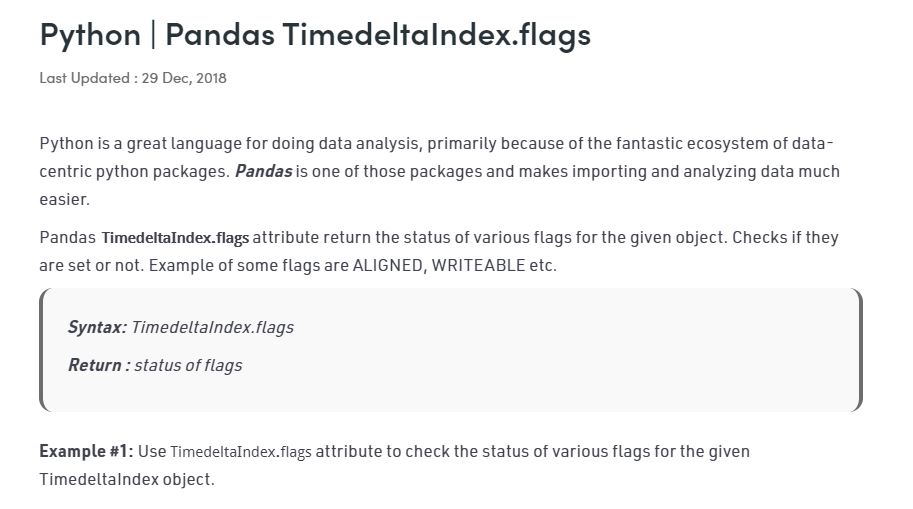 Python | Pandas TimedeltaIndex.flags
Last Updated : 29 Dec, 2018
Python is a great language for doing data analysis, primarily because of the fantastic ecosystem of data-
centric python packages. Pandas is one of those packages and makes importing and analyzing data much
easier.
Pandas TimedeltaIndex.flags attribute return the status of various flags for the given object. Checks if they
are set or not. Example of some flags are ALIGNED, WRITEABLE etc.
Syntax: TimedeltaIndex.flags
Return : status of flags
Example #1: Use TimedeltaIndex.flags attribute to check the status of various flags for the given
TimedeltaIndex object.